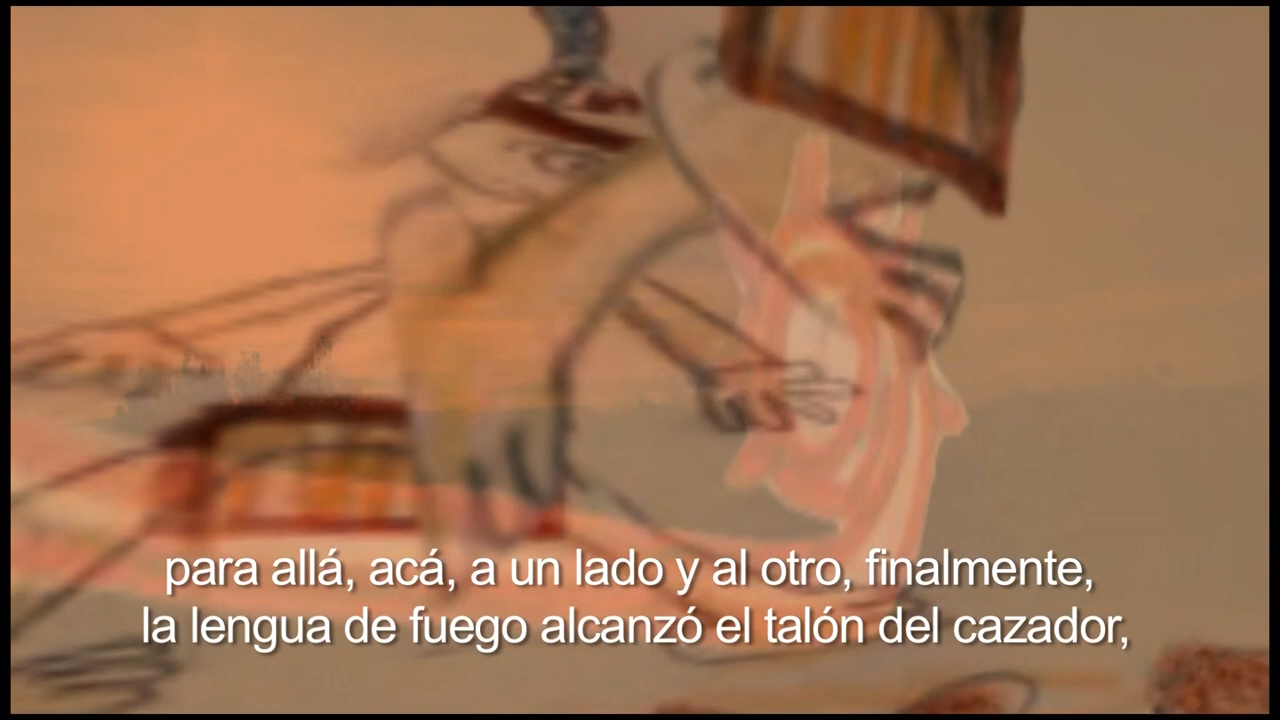 para allá, acá, a un lado y al otro, finalmente,
la lengua de fuego alcanzó el talón del cazador,